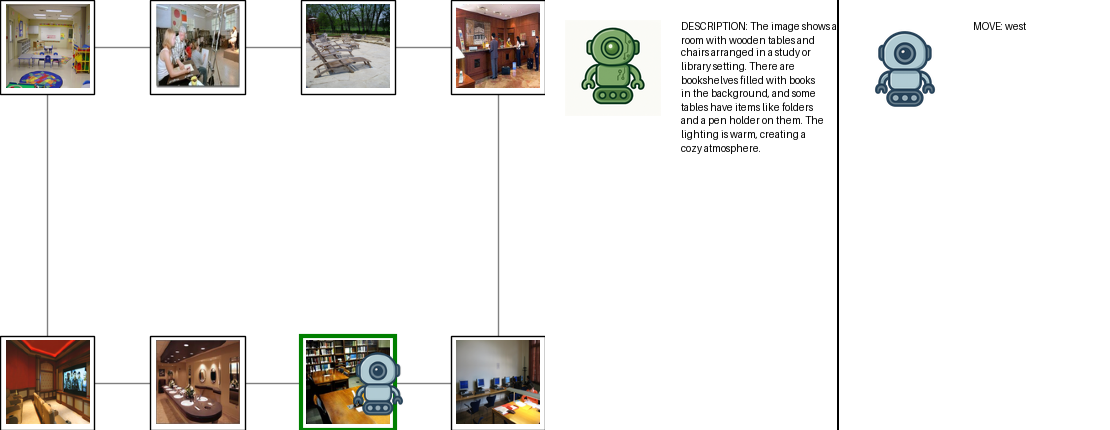 DESCRIPTION: The image shows a
room with wooden tables and
chairs arranged in a study or
library setting. There are
bookshelves filled with books
in the background, and some
tables have items like folders
and a pen holder on them. The
lighting is warm, creating a
cozy atmosphere.
MOVE: west